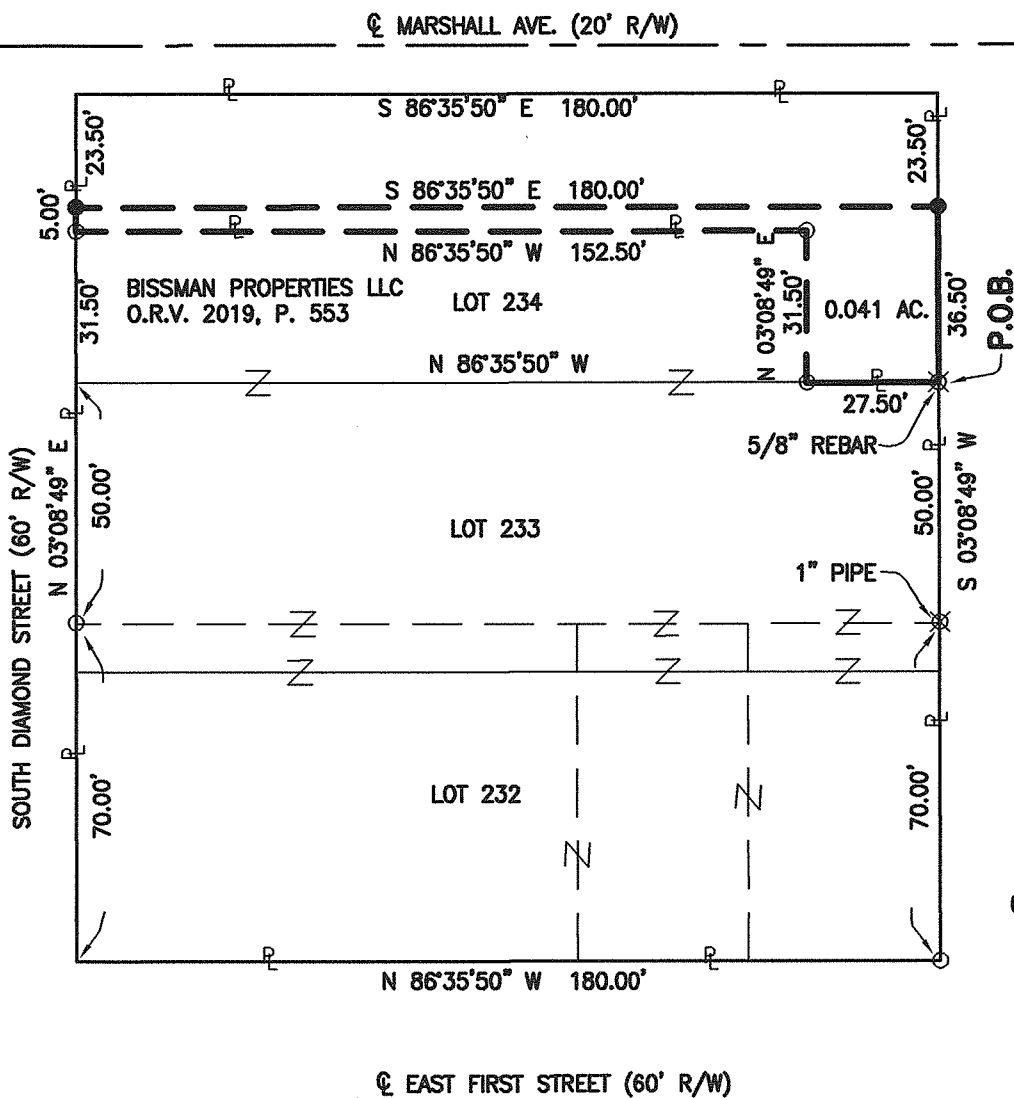 ℄ MARSHALL AVE. (20' R/W)
℄ ℄
S 86°35'50" E 180.00'
23.50'
23.50'
S 86°35'50" E 180.00'
5.00'
N 86°35'50" W 152.50'
BISSMAN PROPERTIES LLC
O.R.V. 2019, P. 553
LOT 234
31.50'
N 03°08'49" E
31.50'
0.041 AC.
36.50'
P.O.B.
N 86°35'50" W
27.50'
5/8" REBAR
SOUTH DIAMOND STREET (60' R/W)
N 03°08'49" E
50.00'
LOT 233
50.00'
S 03°08'49" W
1" PIPE
70.00'
LOT 232
70.00'
N 86°35'50" W 180.00'
℄ EAST FIRST STREET (60' R/W)